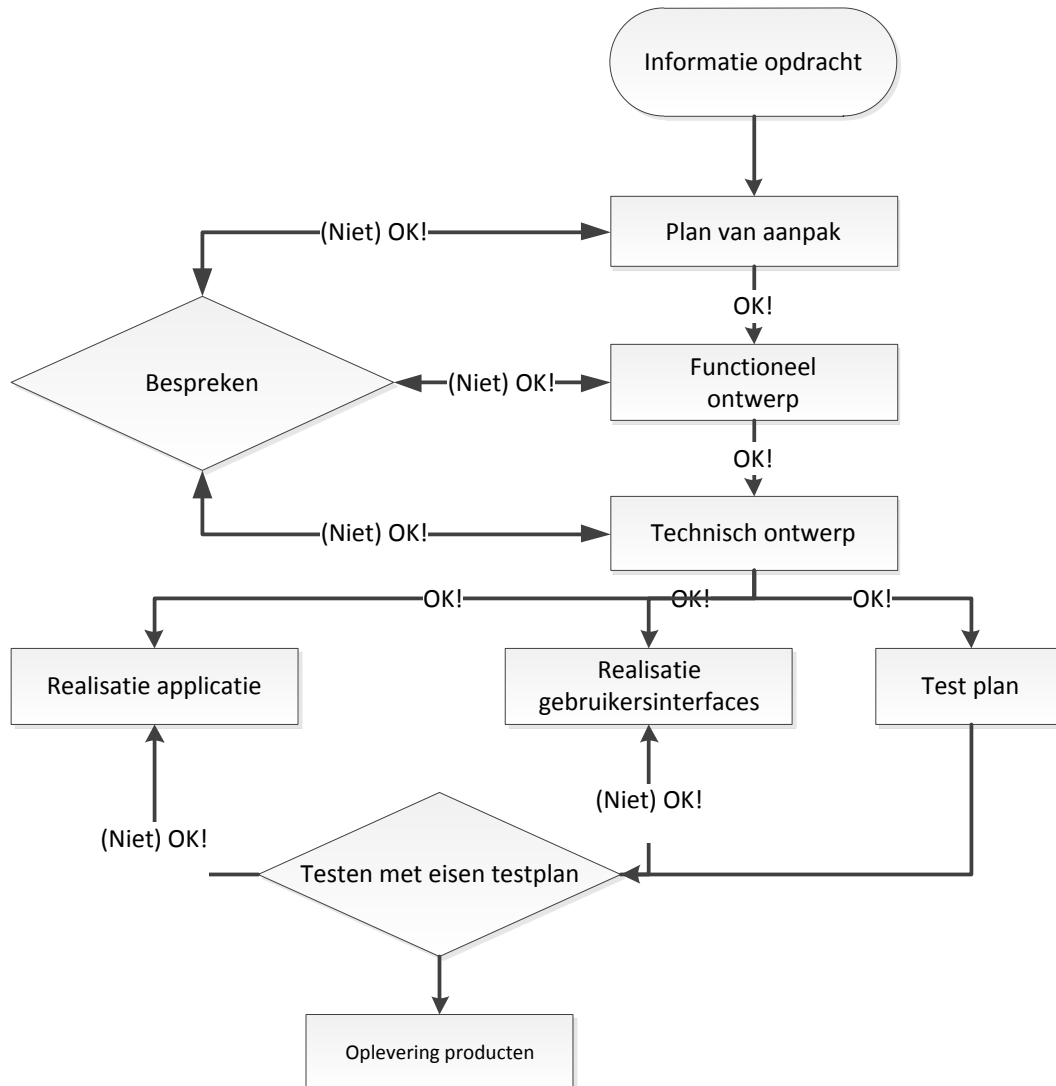 Informatie opdracht
(Niet) OK!
Plan van aanpak
OK!
Bespreken
(Niet) OK!
Functioneel
ontwerp
OK!
(Niet) OK!
Technisch ontwerp
OK!
OK!
OK!
Realisatie applicatie
Realisatie
gebruikersinterfaces
Test plan
(Niet) OK!
(Niet) OK!
Testen met eisen testplan
Oplevering producten